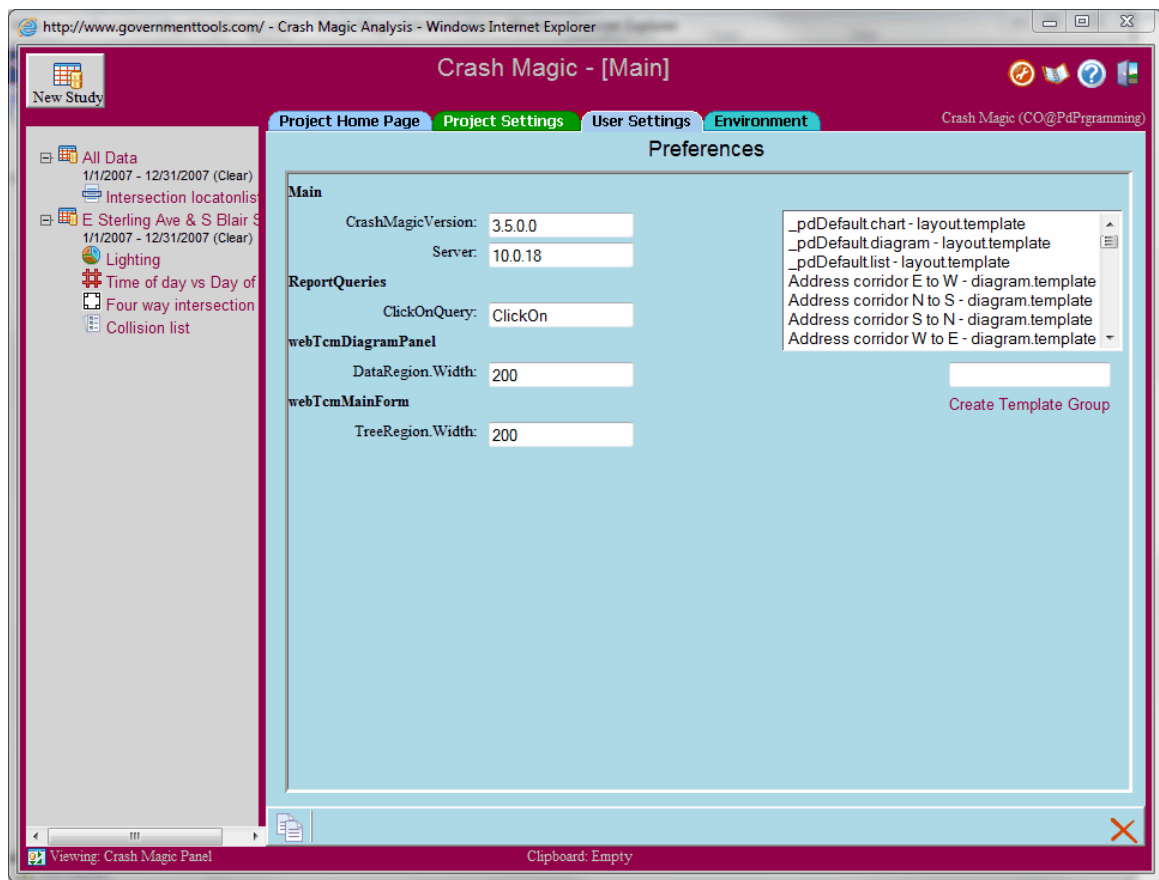 http://www.governmenttools.com/ - Crash Magic Analysis - Windows Internet Explorer
New Study
Crash Magic - [Main]
Project Home Page
Project Settings
User Settings
Environment
Crash Magic (CO@PdPrgramming)
All Data
1/1/2007 - 12/31/2007 (Clear)
Intersection locatonlis
E Sterling Ave & S Blair S
1/1/2007 - 12/31/2007 (Clear)
Lighting
Time of day vs Day of
Four way intersection
Collision list
Preferences
Main
CrashMagicVersion: 3.5.0.0
Server: 10.0.18
ReportQueries
ClickOnQuery: ClickOn
webTcmDiagramPanel
DataRegion.Width: 200
webTcmMainForm
TreeRegion.Width: 200
_pdDefault.chart - layout.template
_pdDefault.diagram - layout.template
_pdDefault.list - layout.template
Address corridor E to W - diagram.template
Address corridor N to S - diagram.template
Address corridor S to N - diagram.template
Address corridor W to E - diagram.template
Create Template Group
Viewing: Crash Magic Panel
Clipboard: Empty